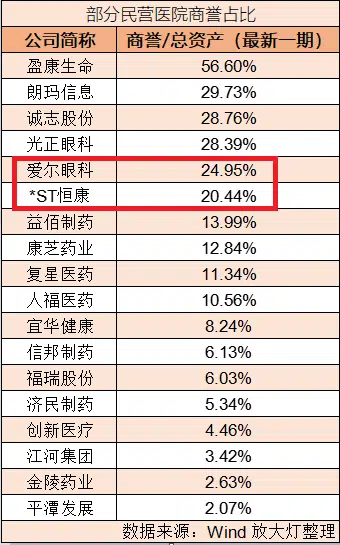 部分民营医院商誉占比
公司简称 商誉/总资产（最新一期）
盈康生命 56.60%
朗玛信息 29.73%
诚志股份 28.76%
光正眼科 28.39%
爱尔眼科 24.95%
*ST恒康 20.44%
益佰制药 13.99%
康芝药业 12.84%
复星医药 11.34%
人福医药 10.56%
宜华健康 8.24%
信邦制药 6.13%
福瑞股份 6.03%
济民制药 5.34%
创新医疗 4.46%
江河集团 3.42%
金陵药业 2.63%
平潭发展 2.07%
数据来源：Wind 放大灯整理